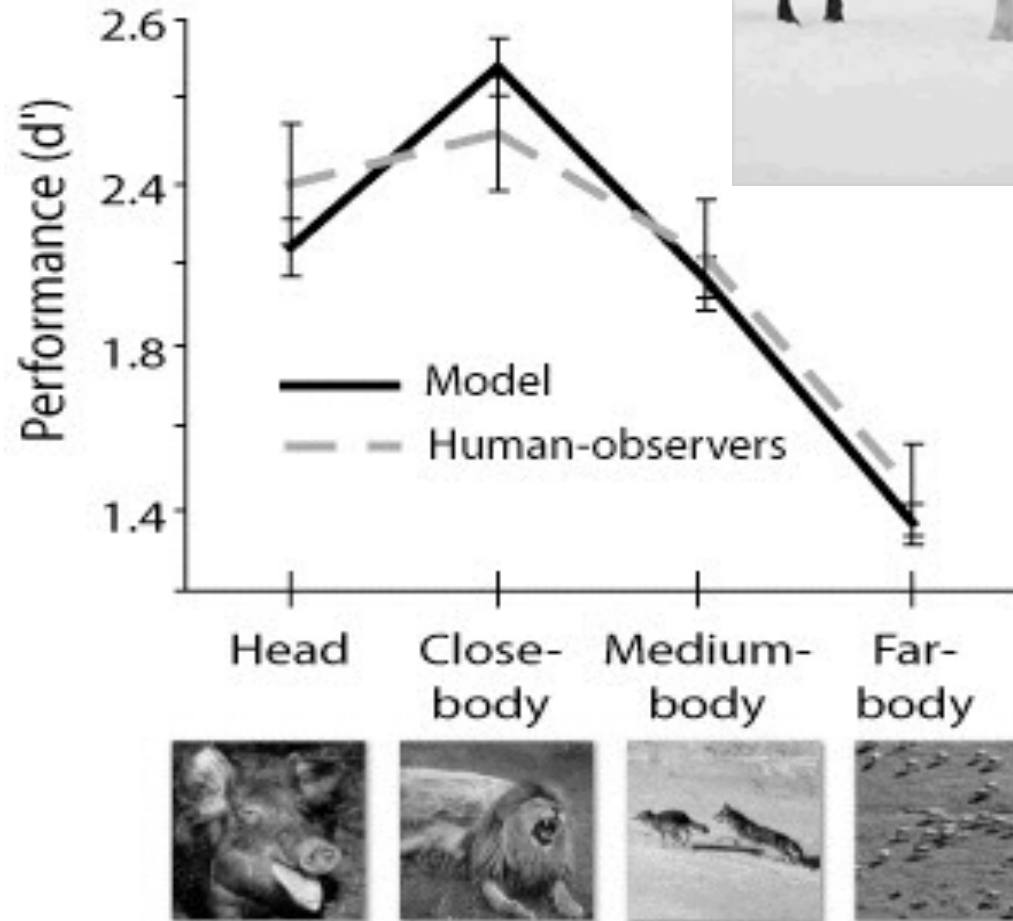 Performance (d')
2.6
2.4
1.8
1.4
Model
Human-observers
Head
Close-
body
Medium-
body
Far-
body